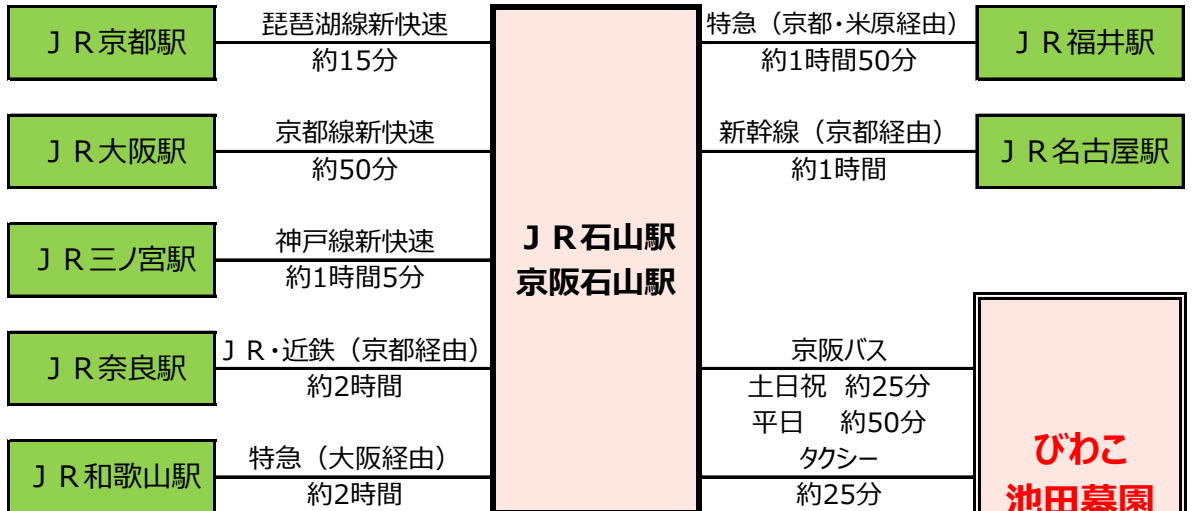 ＪＲ京都駅
琵琶湖線新快速
約15分
ＪＲ大阪駅
京都線新快速
約50分
ＪＲ三ノ宮駅
神戸線新快速
約1時間5分
ＪＲ奈良駅
ＪＲ・近鉄（京都経由）
約2時間
ＪＲ和歌山駅
特急（大阪経由）
約2時間
ＪＲ石山駅
京阪石山駅
特急（京都・米原経由）
約1時間50分
ＪＲ福井駅
新幹線（京都経由）
約1時間
ＪＲ名古屋駅
京阪バス
土日祝 約25分
平日　 約50分
タクシー
約25分
びわこ
池田墓園